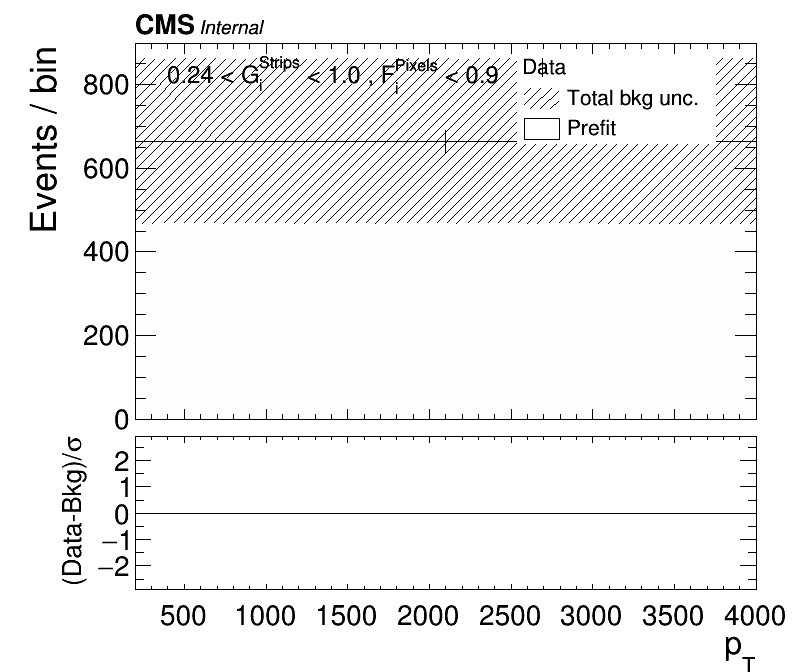 CMS Internal
Events / bin
800
600
400
200
0
0.24 < G_i^Strips < 1.0 , F_i^Pixels < 0.9
Data
Total bkg unc.
Prefit
(Data-Bkg)/σ
2
1
0
−1
−2
500 1000 1500 2000 2500 3000 3500 4000
p_T